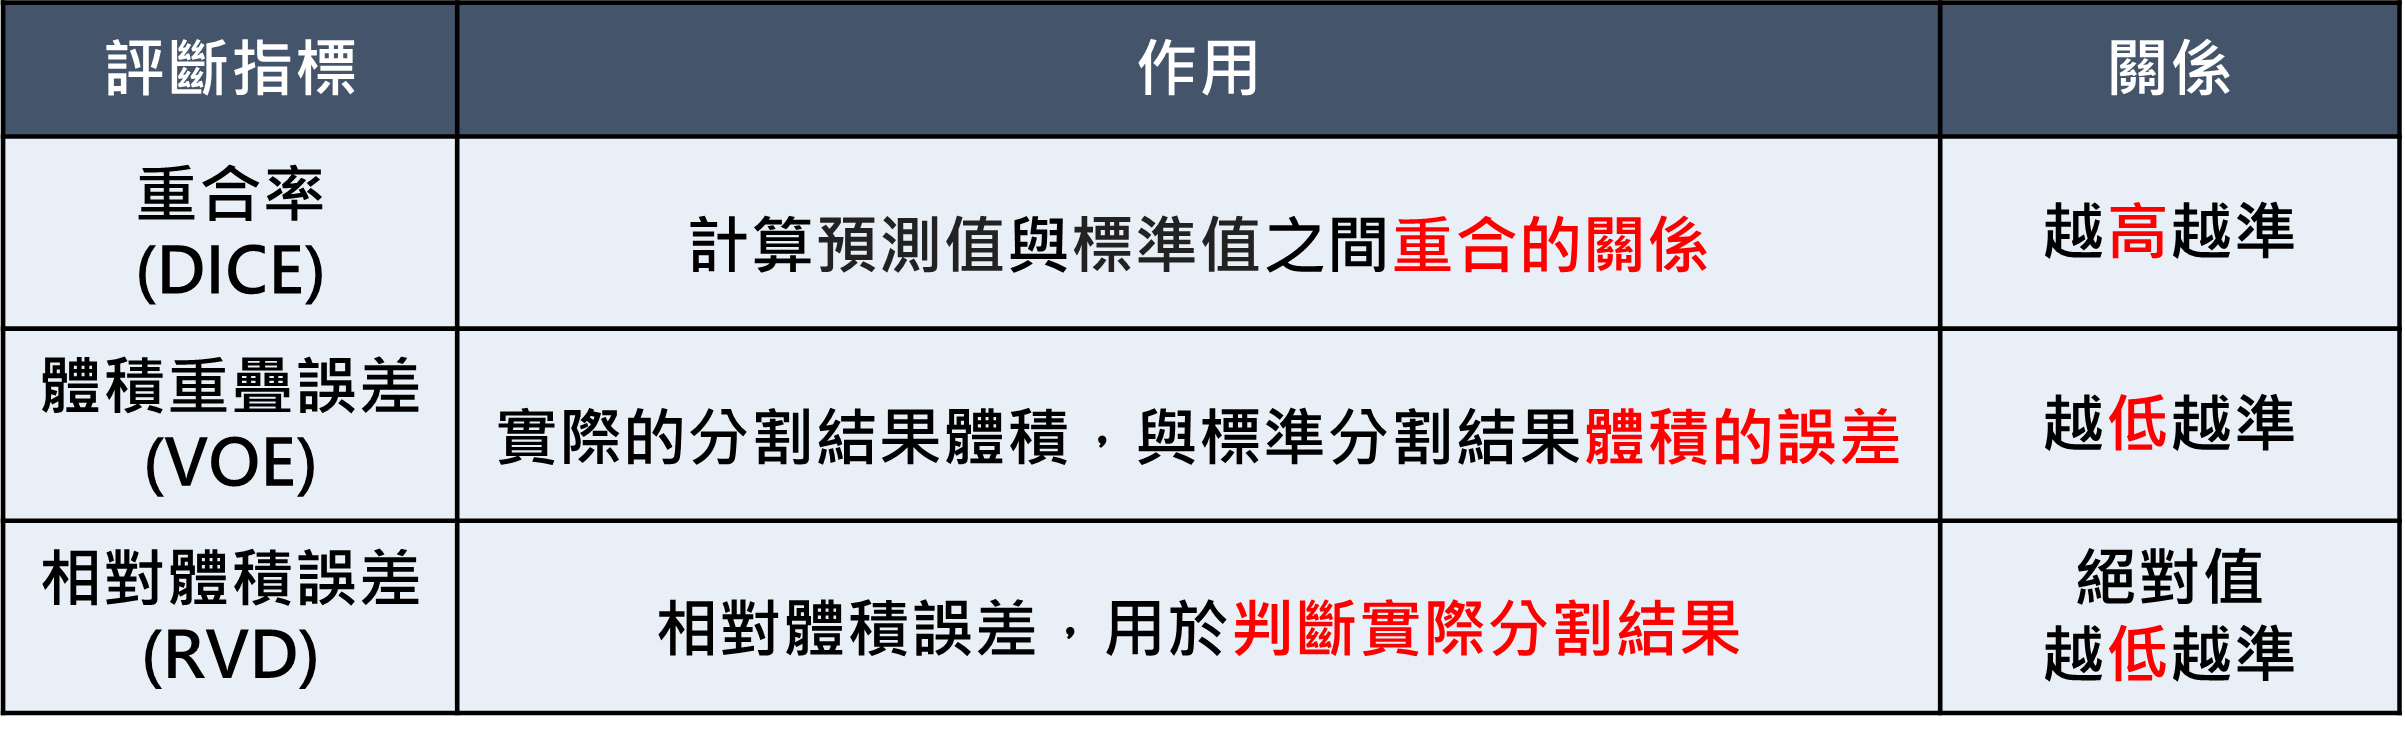 評斷指標 作用 關係
重合率
(DICE)
計算預測值與標準值之間重合的關係
越高越準
體積重疊誤差
(VOE)
實際的分割結果體積，與標準分割結果體積的誤差
越低越準
相對體積誤差
(RVD)
相對體積誤差，用於判斷實際分割結果
絕對值
越低越準